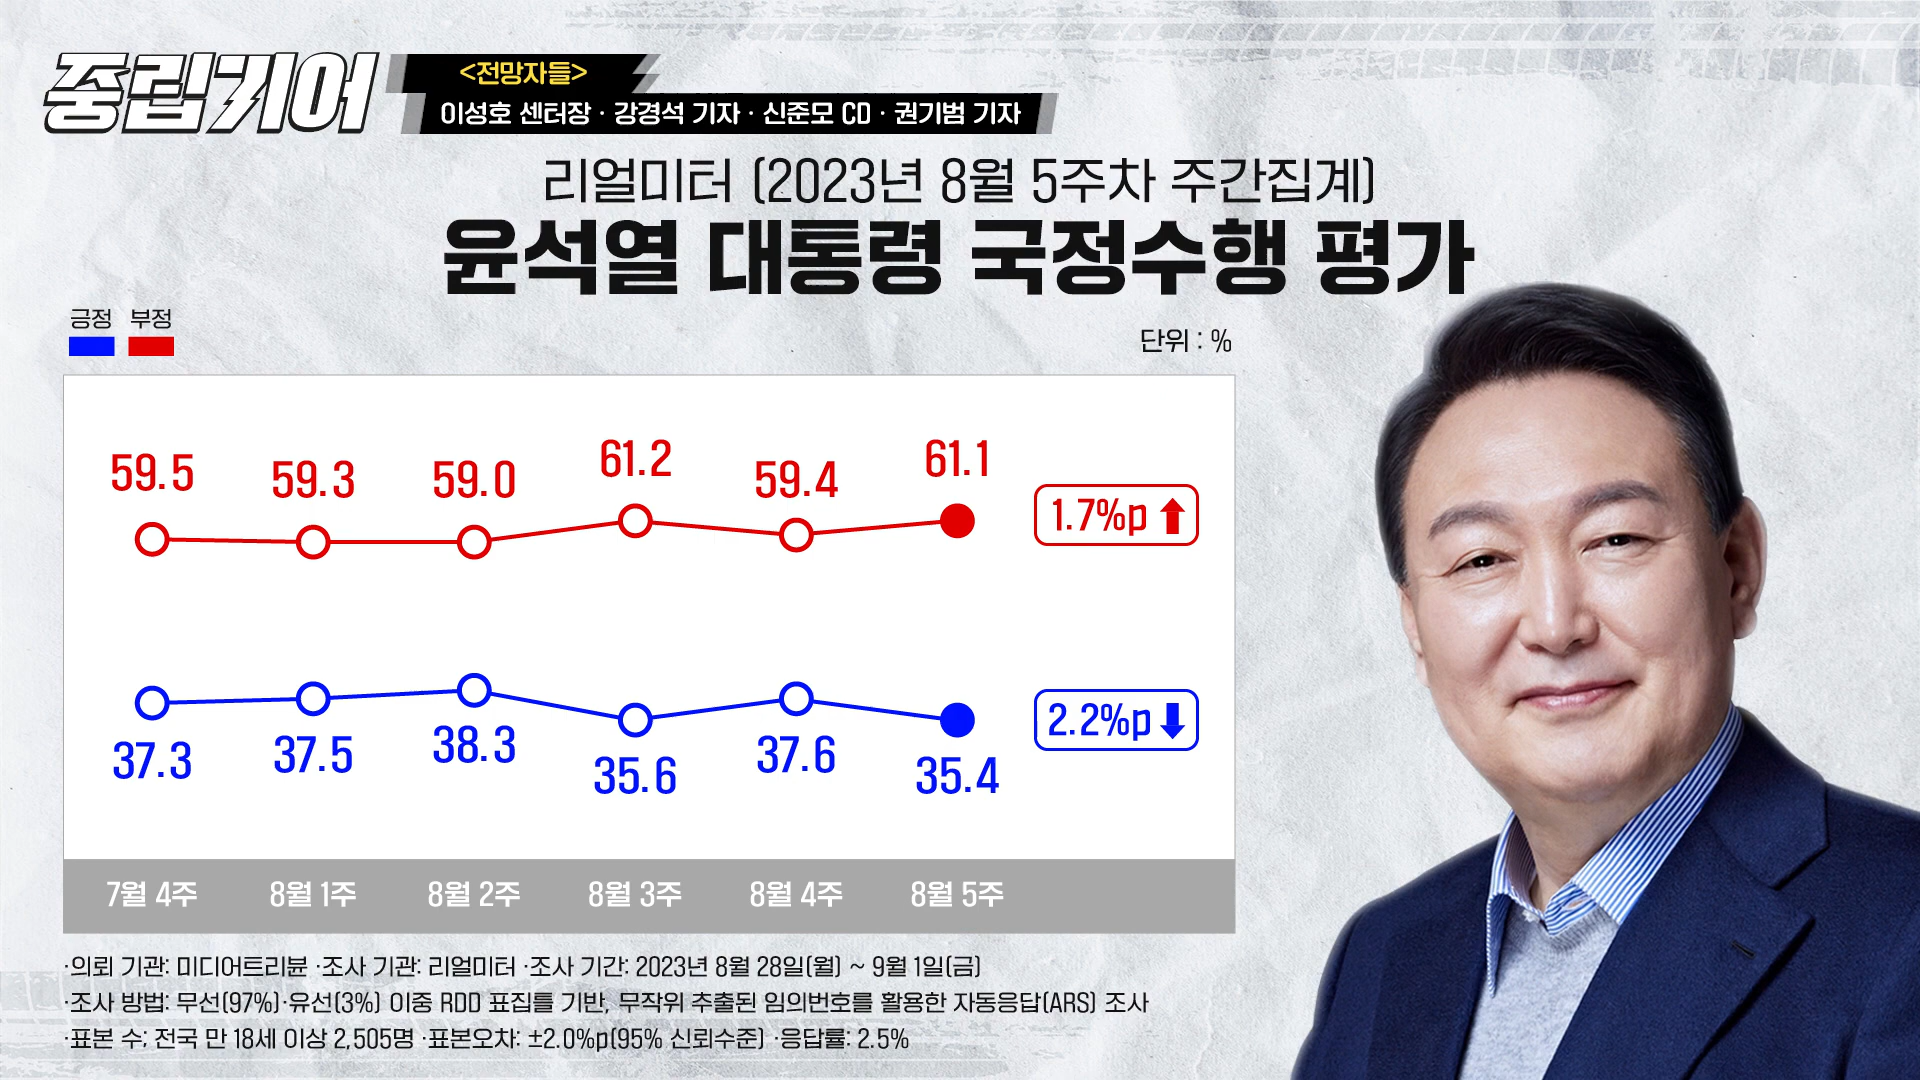 중립기어
<전망자들>
이성호 센터장 · 강경석 기자 · 신준모 CD · 권기범 기자
리얼미터 (2023년 8월 5주차 주간집계)
윤석열 대통령 국정수행 평가
긍정 부정
단위 : %
59.5 59.3 59.0 61.2 59.4 61.1
1.7%p
37.3 37.5 38.3 35.6 37.6 35.4
2.2%p
7월 4주 8월 1주 8월 2주 8월 3주 8월 4주 8월 5주
·의뢰 기관: 미디어트리뷴 ·조사 기관: 리얼미터 ·조사 기간: 2023년 8월 28일(월) ~ 9월 1일(금)
·조사 방법: 무선(97%)·유선(3%) 이중 RDD 표집틀 기반, 무작위 추출된 임의번호를 활용한 자동응답(ARS) 조사
·표본 수; 전국 만 18세 이상 2,505명 ·표본오차: ±2.0%p(95% 신뢰수준) ·응답률: 2.5%